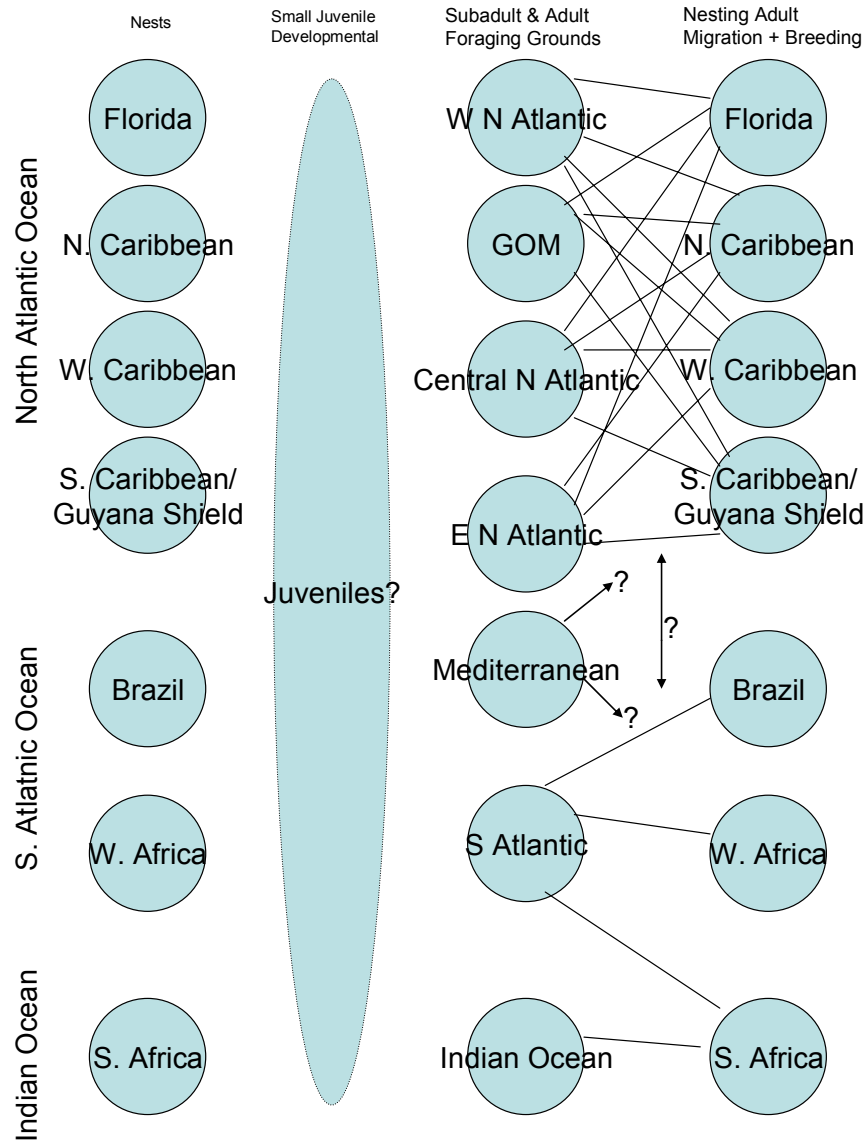 Nests
Small Juvenile
Developmental
Subadult & Adult
Foraging Grounds
Nesting Adult
Migration + Breeding
North Atlantic Ocean
S. Atlatnic Ocean
Indian Ocean
Florida
N. Caribbean
W. Caribbean
S. Caribbean/
Guyana Shield
Brazil
W. Africa
S. Africa
Juveniles?
W N Atlantic
GOM
Central N Atlantic
E N Atlantic
Mediterranean
S Atlantic
Indian Ocean
?
?
?
Florida
N. Caribbean
W. Caribbean
S. Caribbean/
Guyana Shield
Brazil
W. Africa
S. Africa